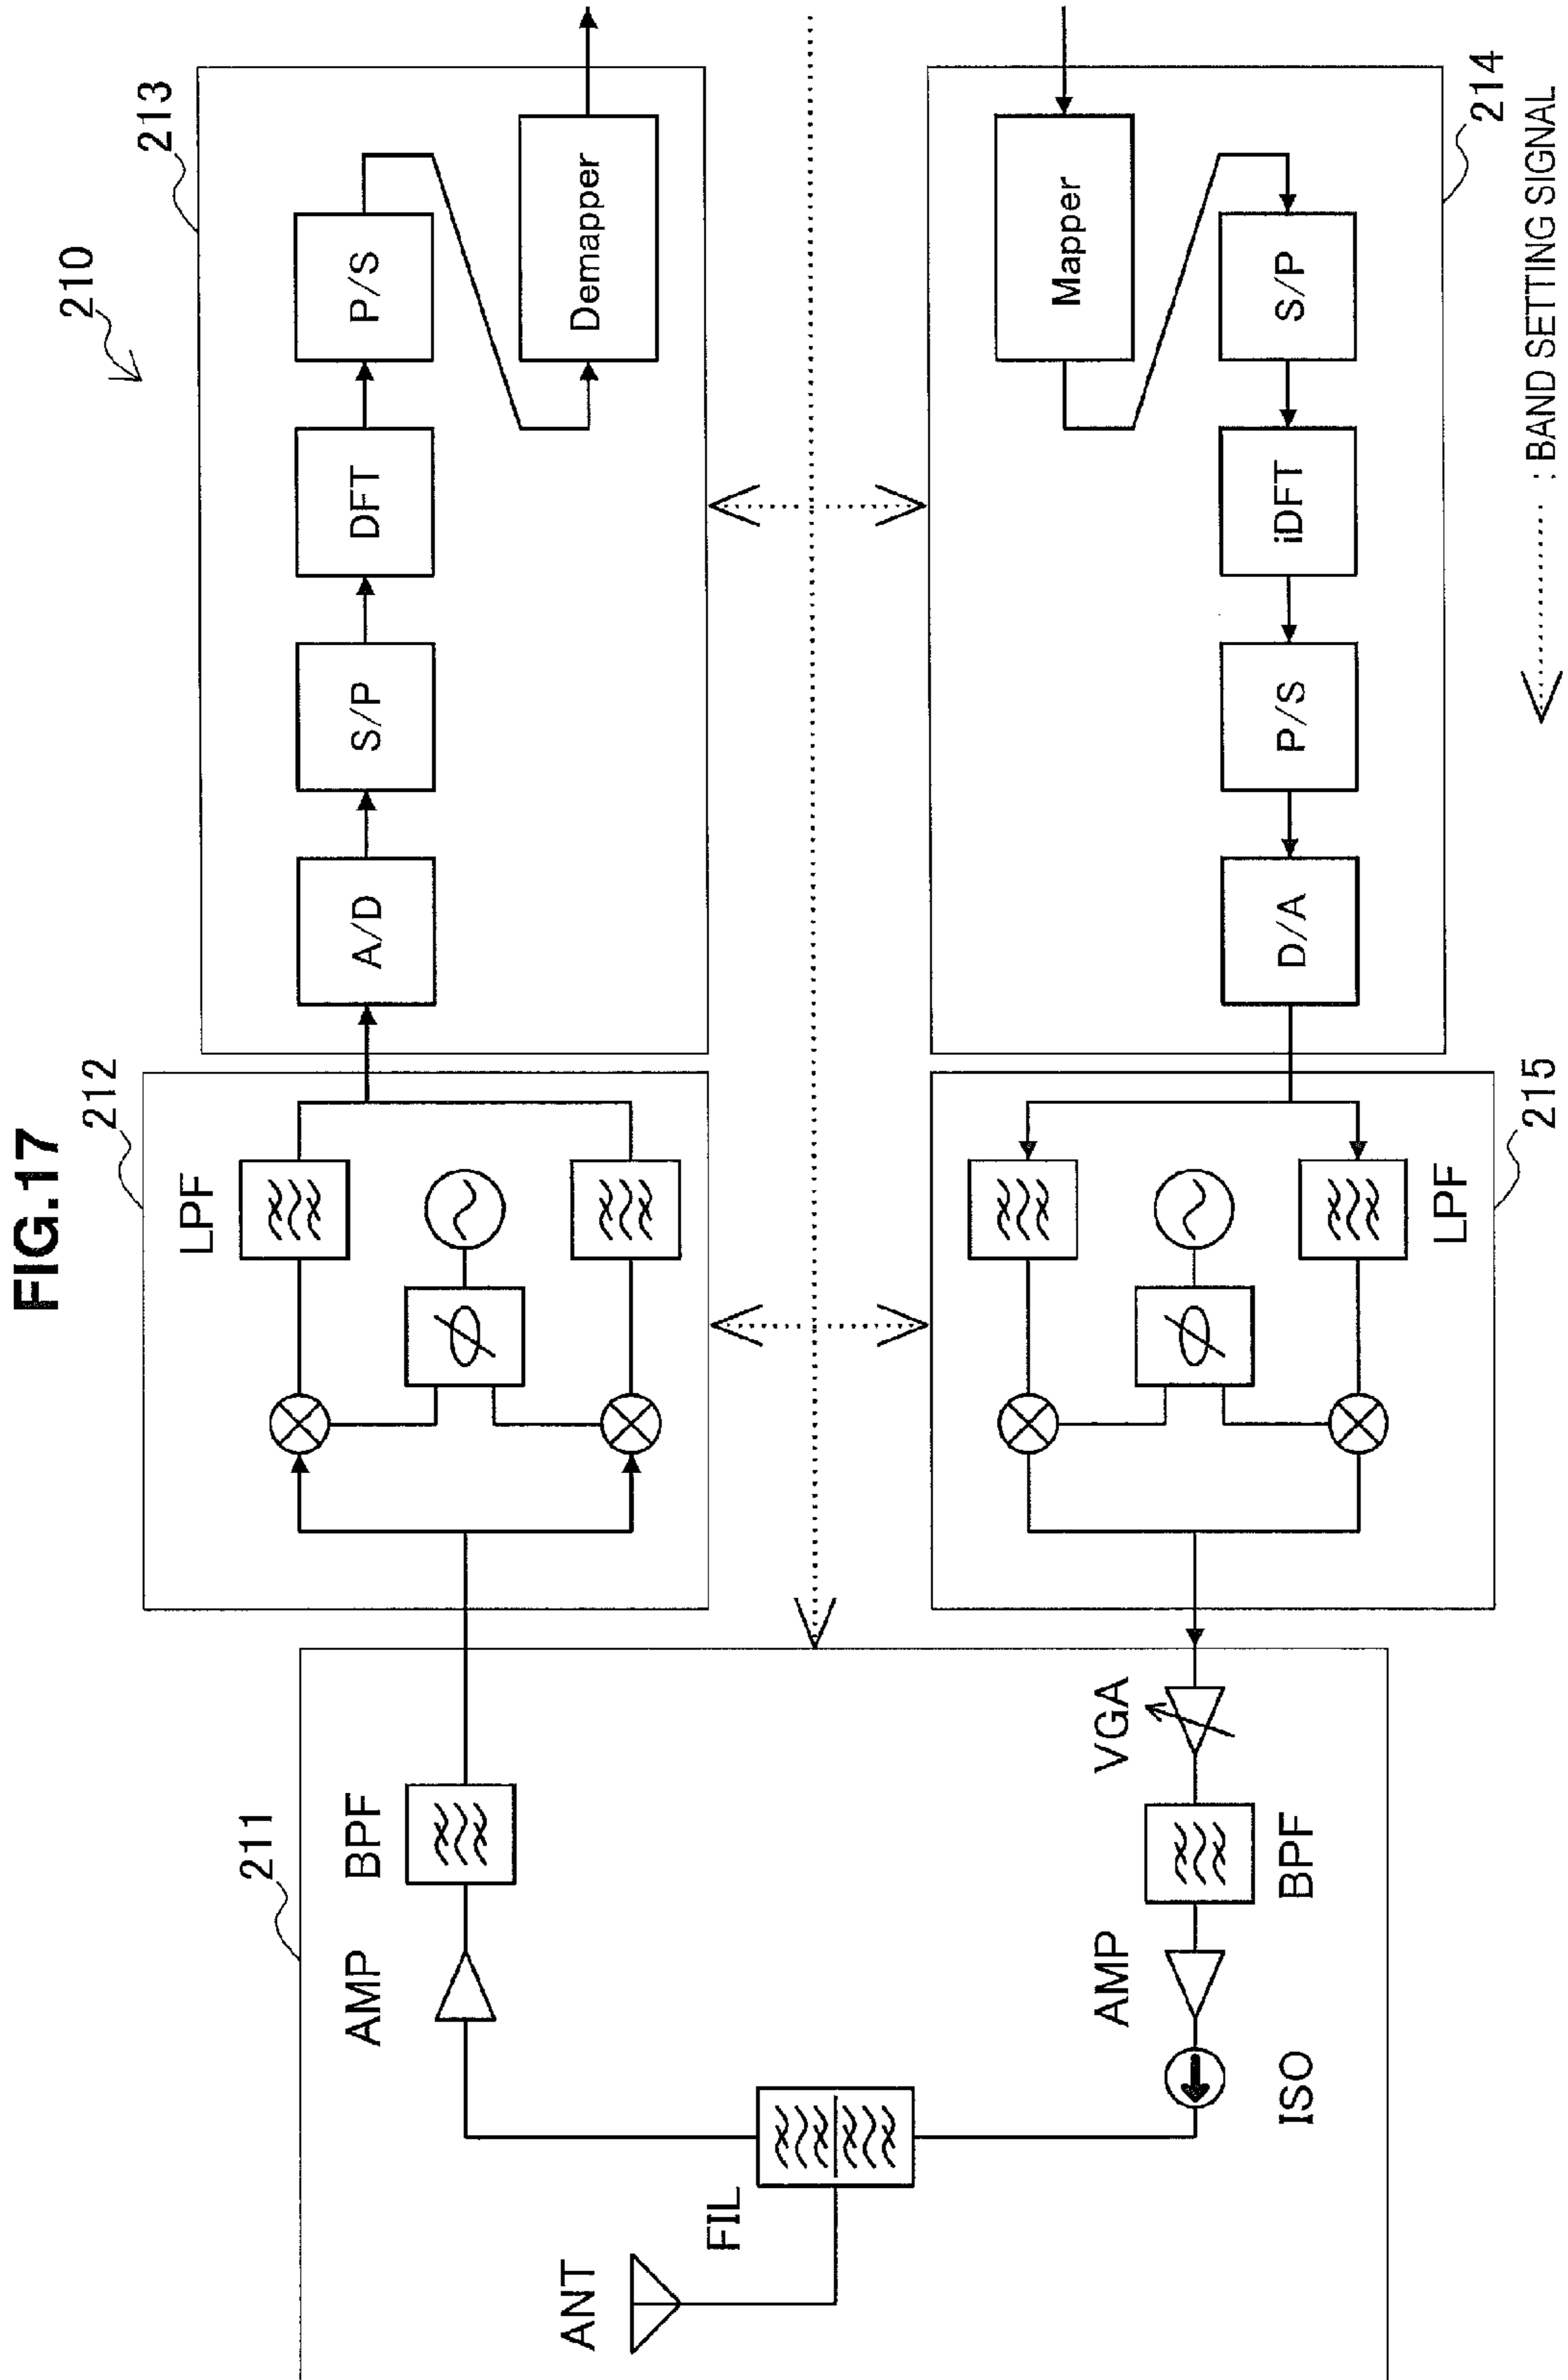 FIG.17
210
211
ANT
FIL
AMP
BPF
212
LPF
213
A/D
S/P
DFT
P/S
Demapper
VGA
BPF
AMP
ISO
215
LPF
214
D/A
P/S
iDFT
S/P
Mapper
: BAND SETTING SIGNAL